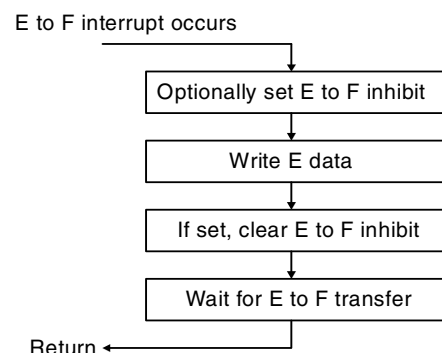 E to F interrupt occurs
Optionally set E to F inhibit
Write E data
If set, clear E to F inhibit
Wait for E to F transfer
Return